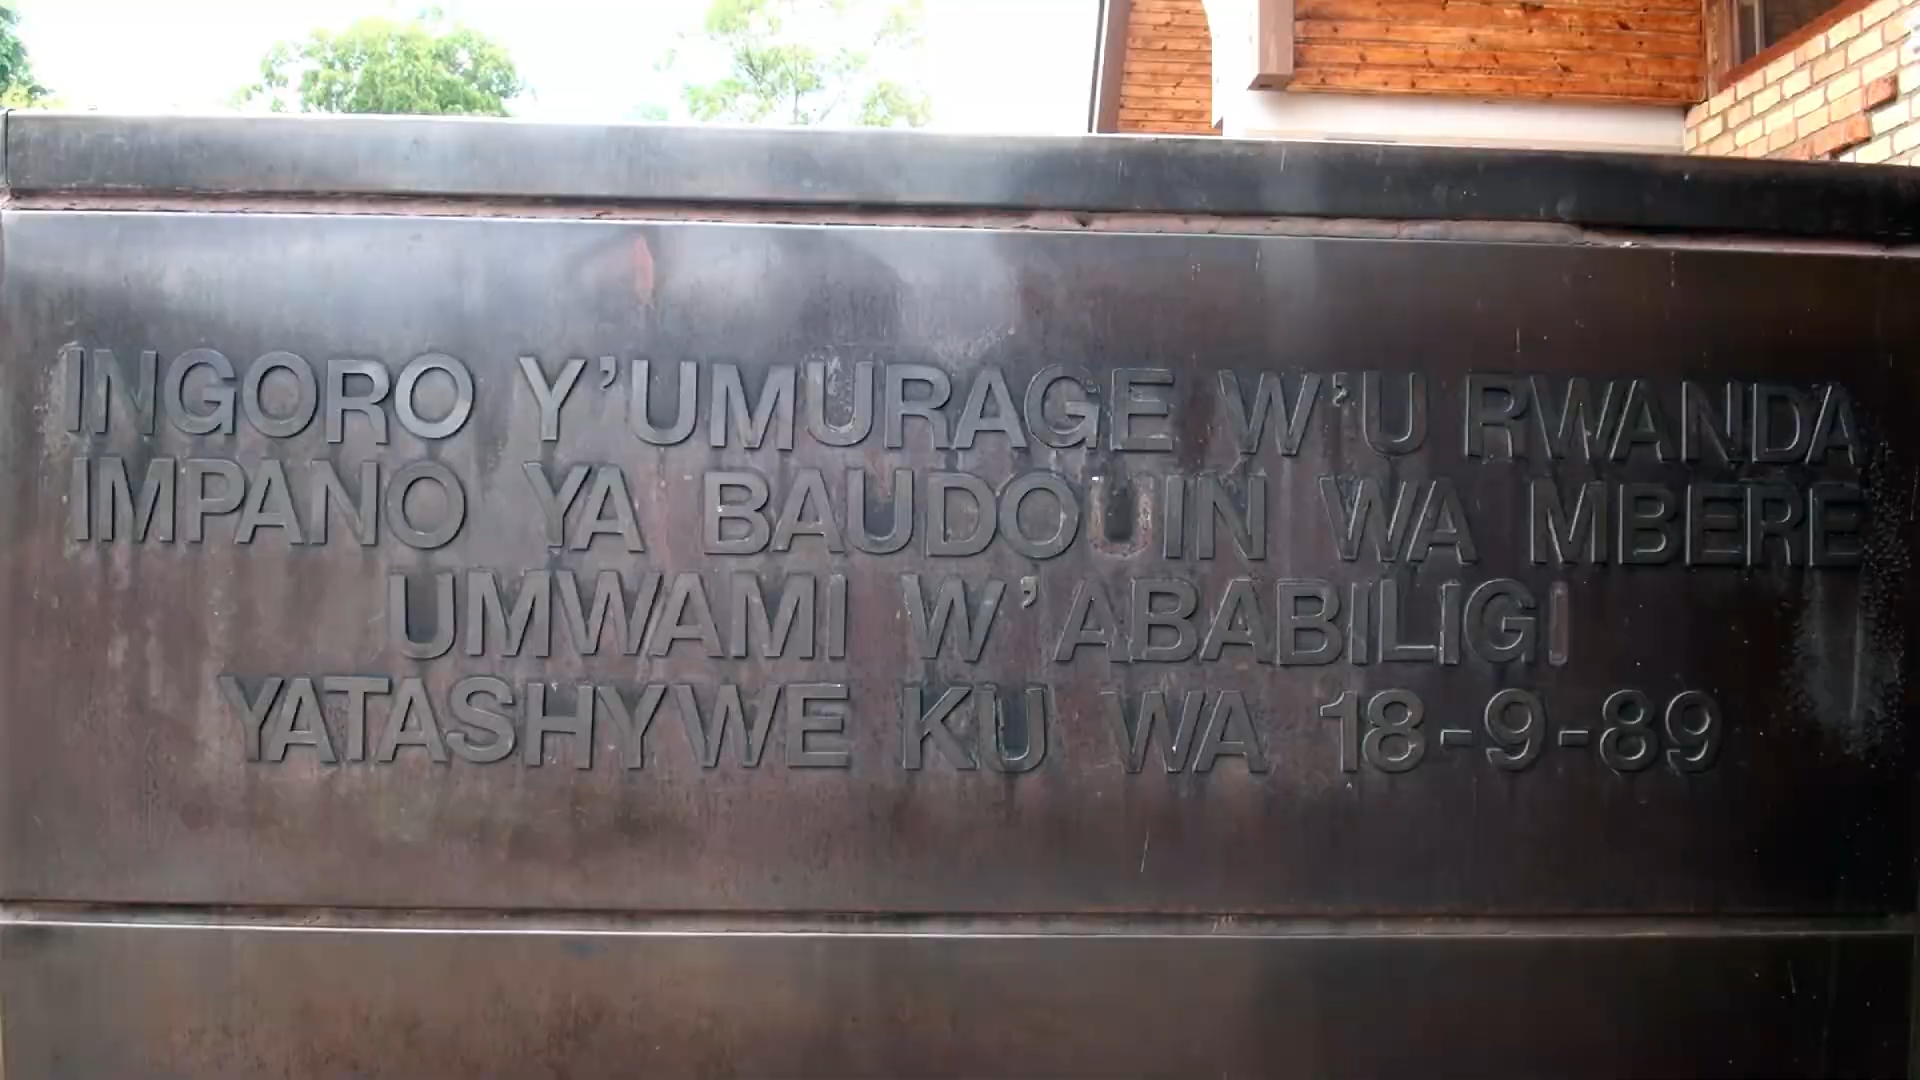 INGORO Y'UMURAGE W'U RWANDA
IMPANO YA BAUDOUIN WA MBERE
UMWAMI W'ABABILIGI
YATASHYWE KU WA 18-9-89